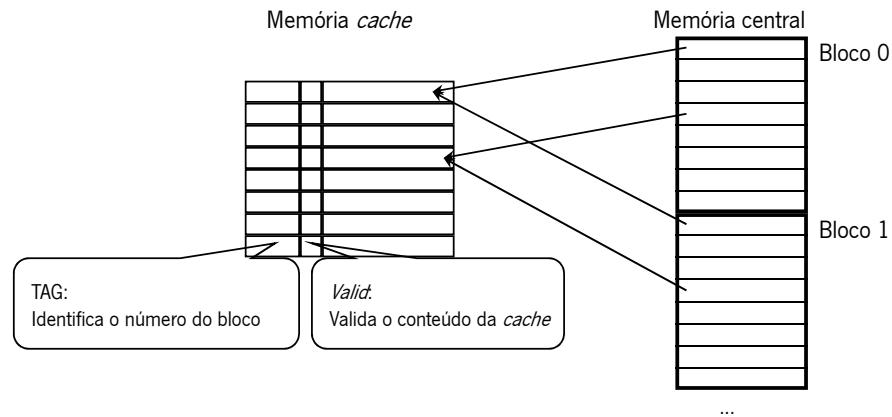 Memória cache
Memória central
Bloco 0
Bloco 1
TAG:
Identifica o número do bloco
Valid:
Valida o conteúdo da cache
...